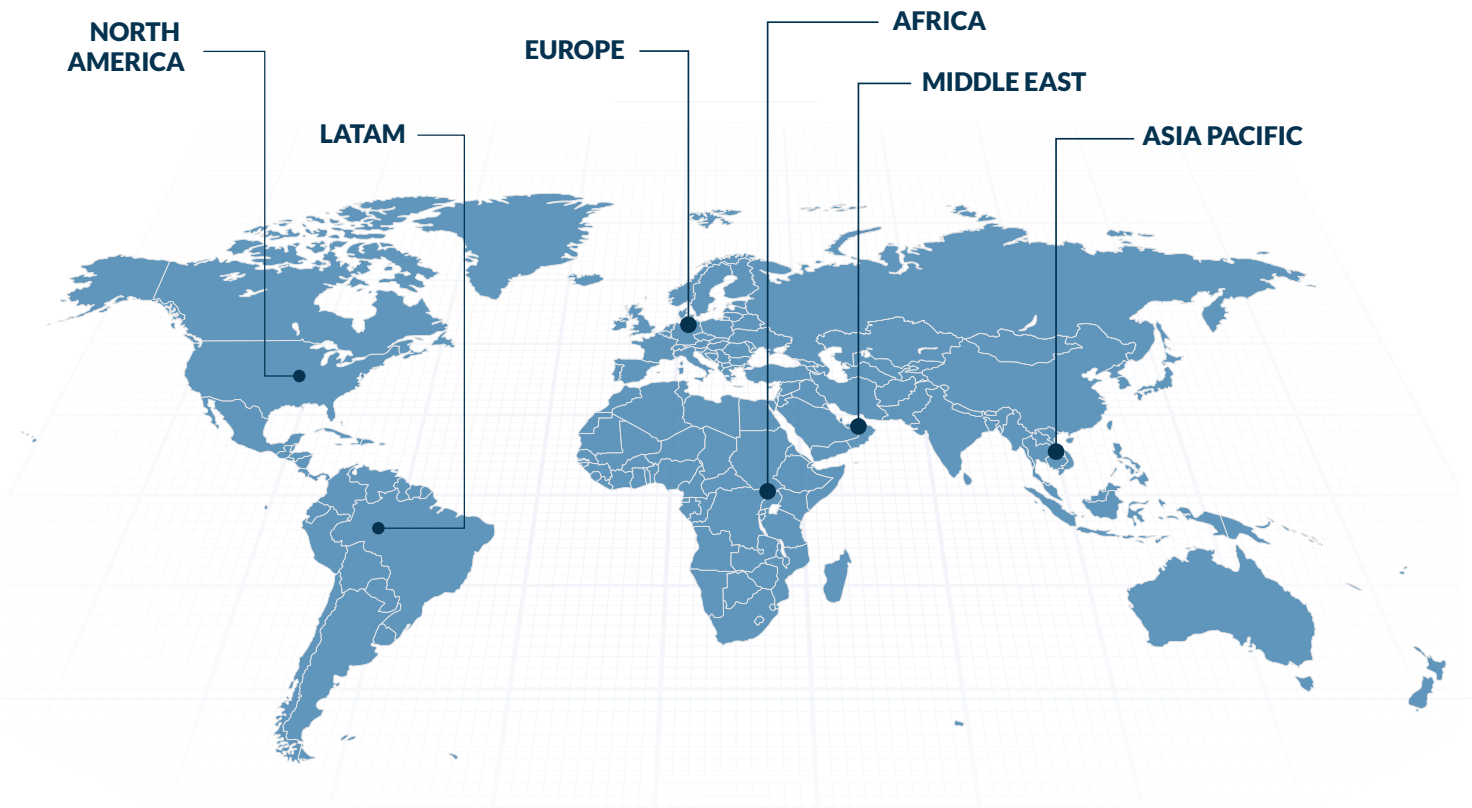 NORTH
AMERICA
LATAM
EUROPE
AFRICA
MIDDLE EAST
ASIA PACIFIC